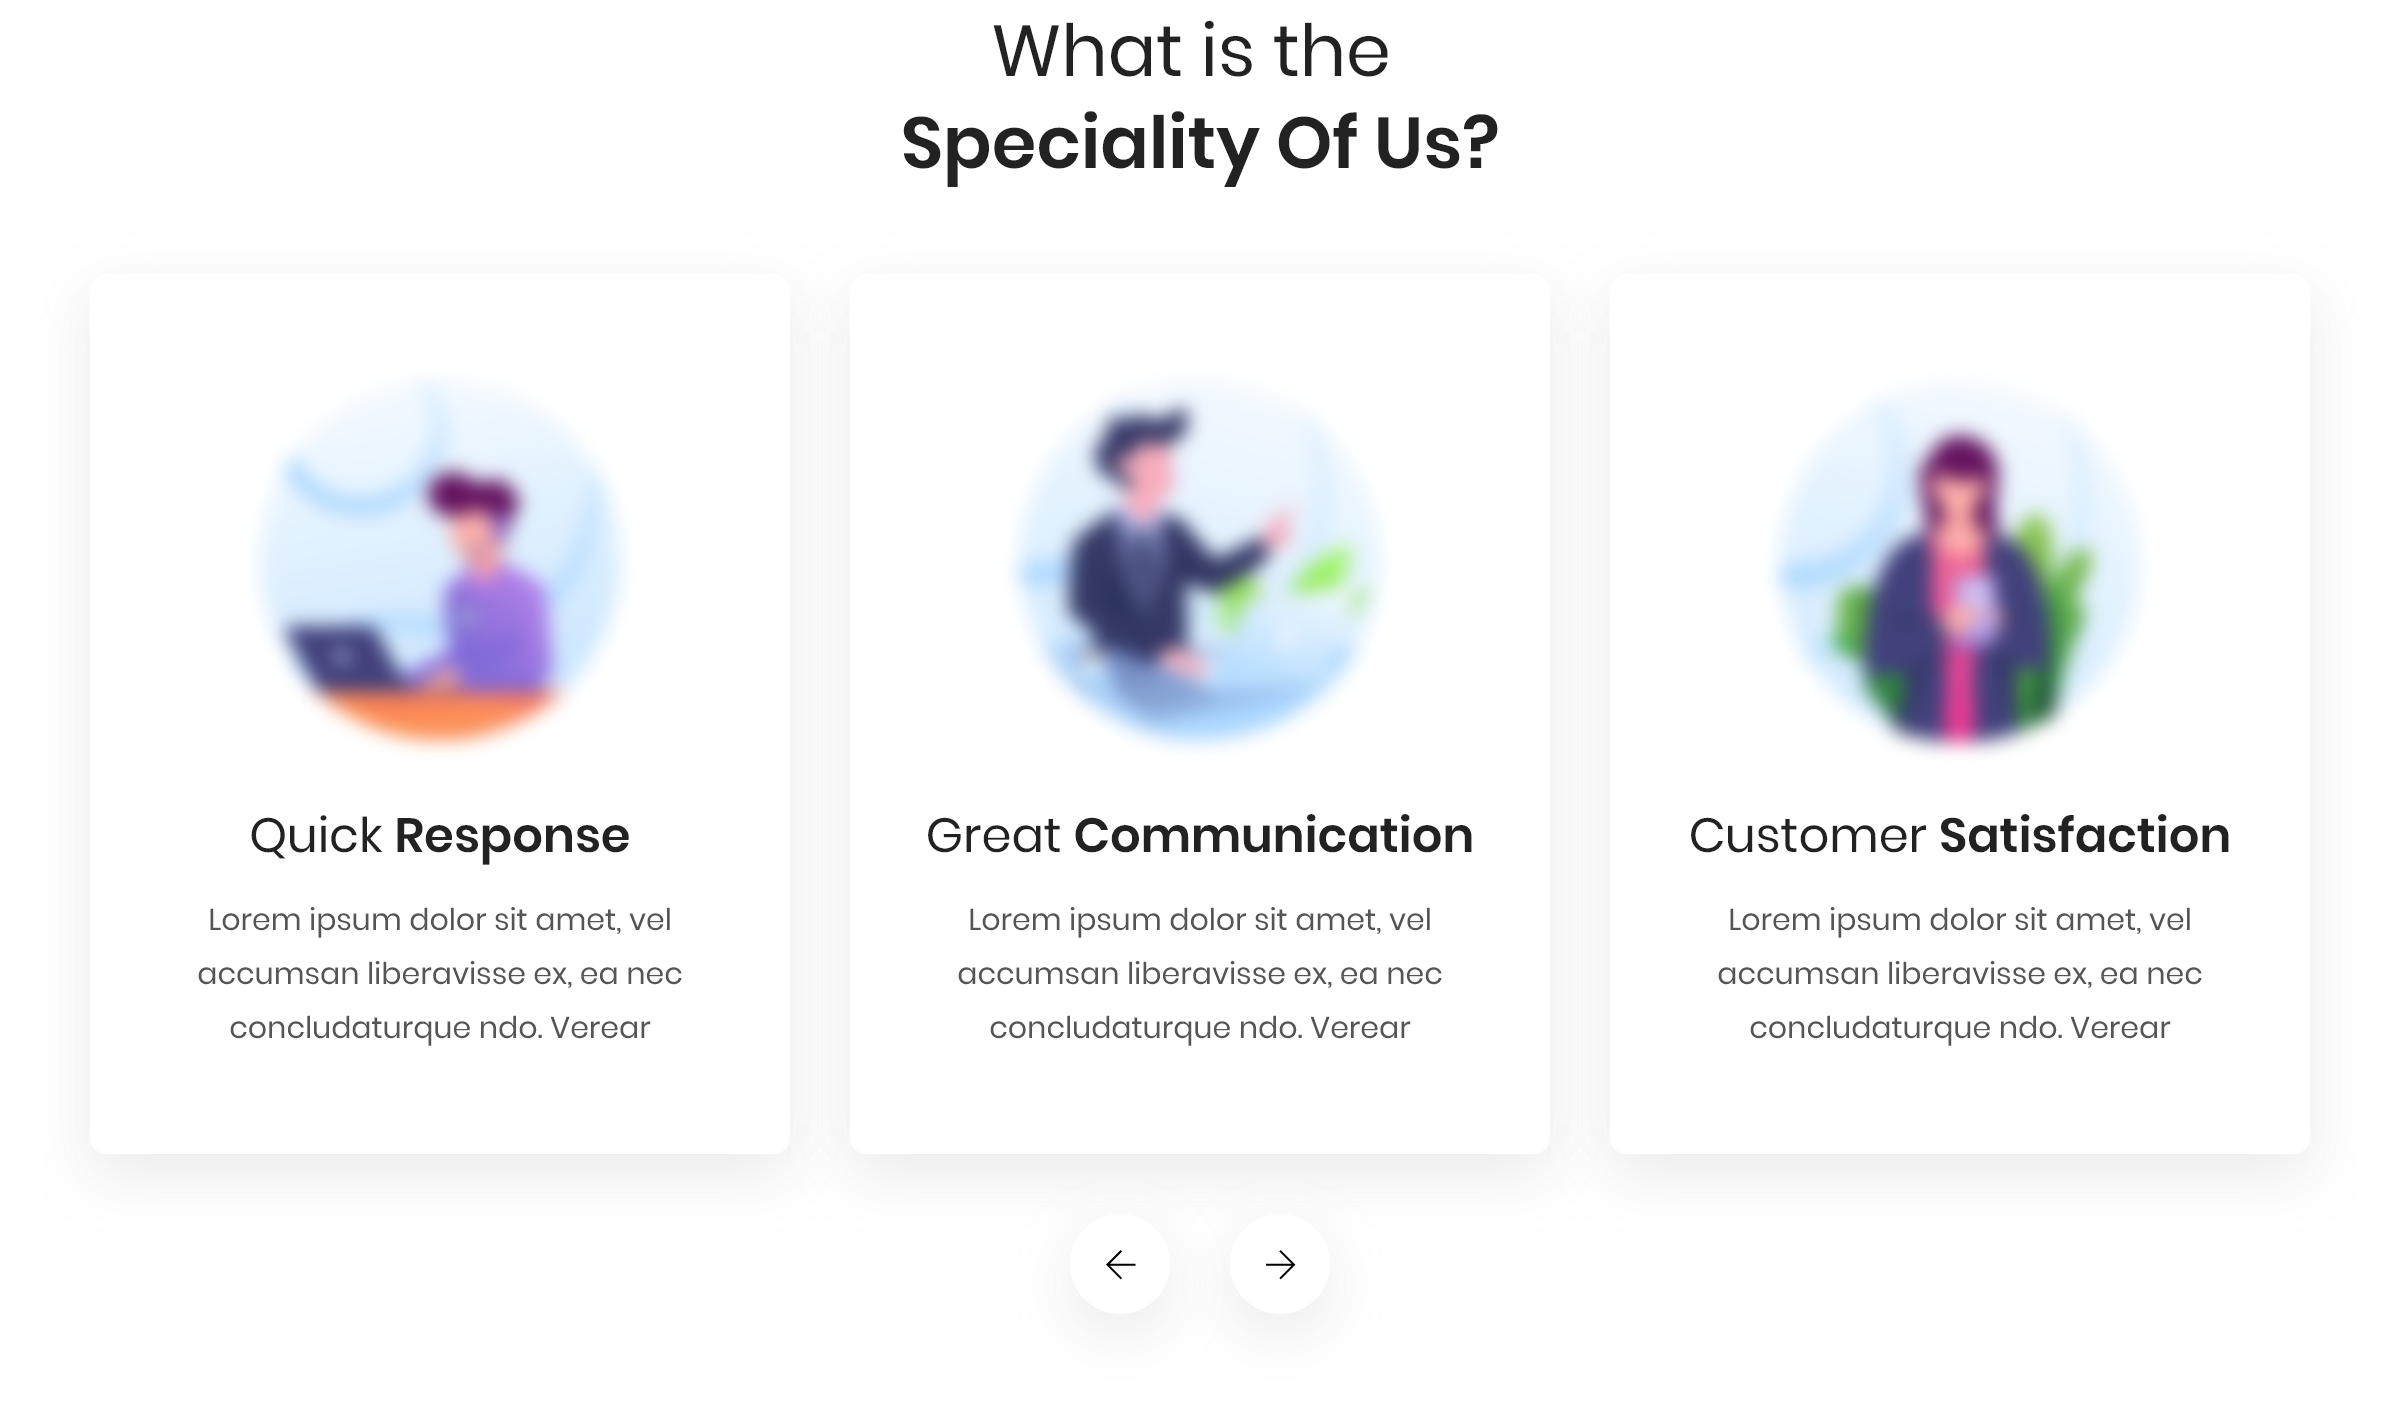 What is the
Speciality Of Us?
Quick Response
Lorem ipsum dolor sit amet, vel
accumsan liberavisse ex, ea nec
concludaturque ndo. Verear
Great Communication
Lorem ipsum dolor sit amet, vel
accumsan liberavisse ex, ea nec
concludaturque ndo. Verear
Customer Satisfaction
Lorem ipsum dolor sit amet, vel
accumsan liberavisse ex, ea nec
concludaturque ndo. Verear